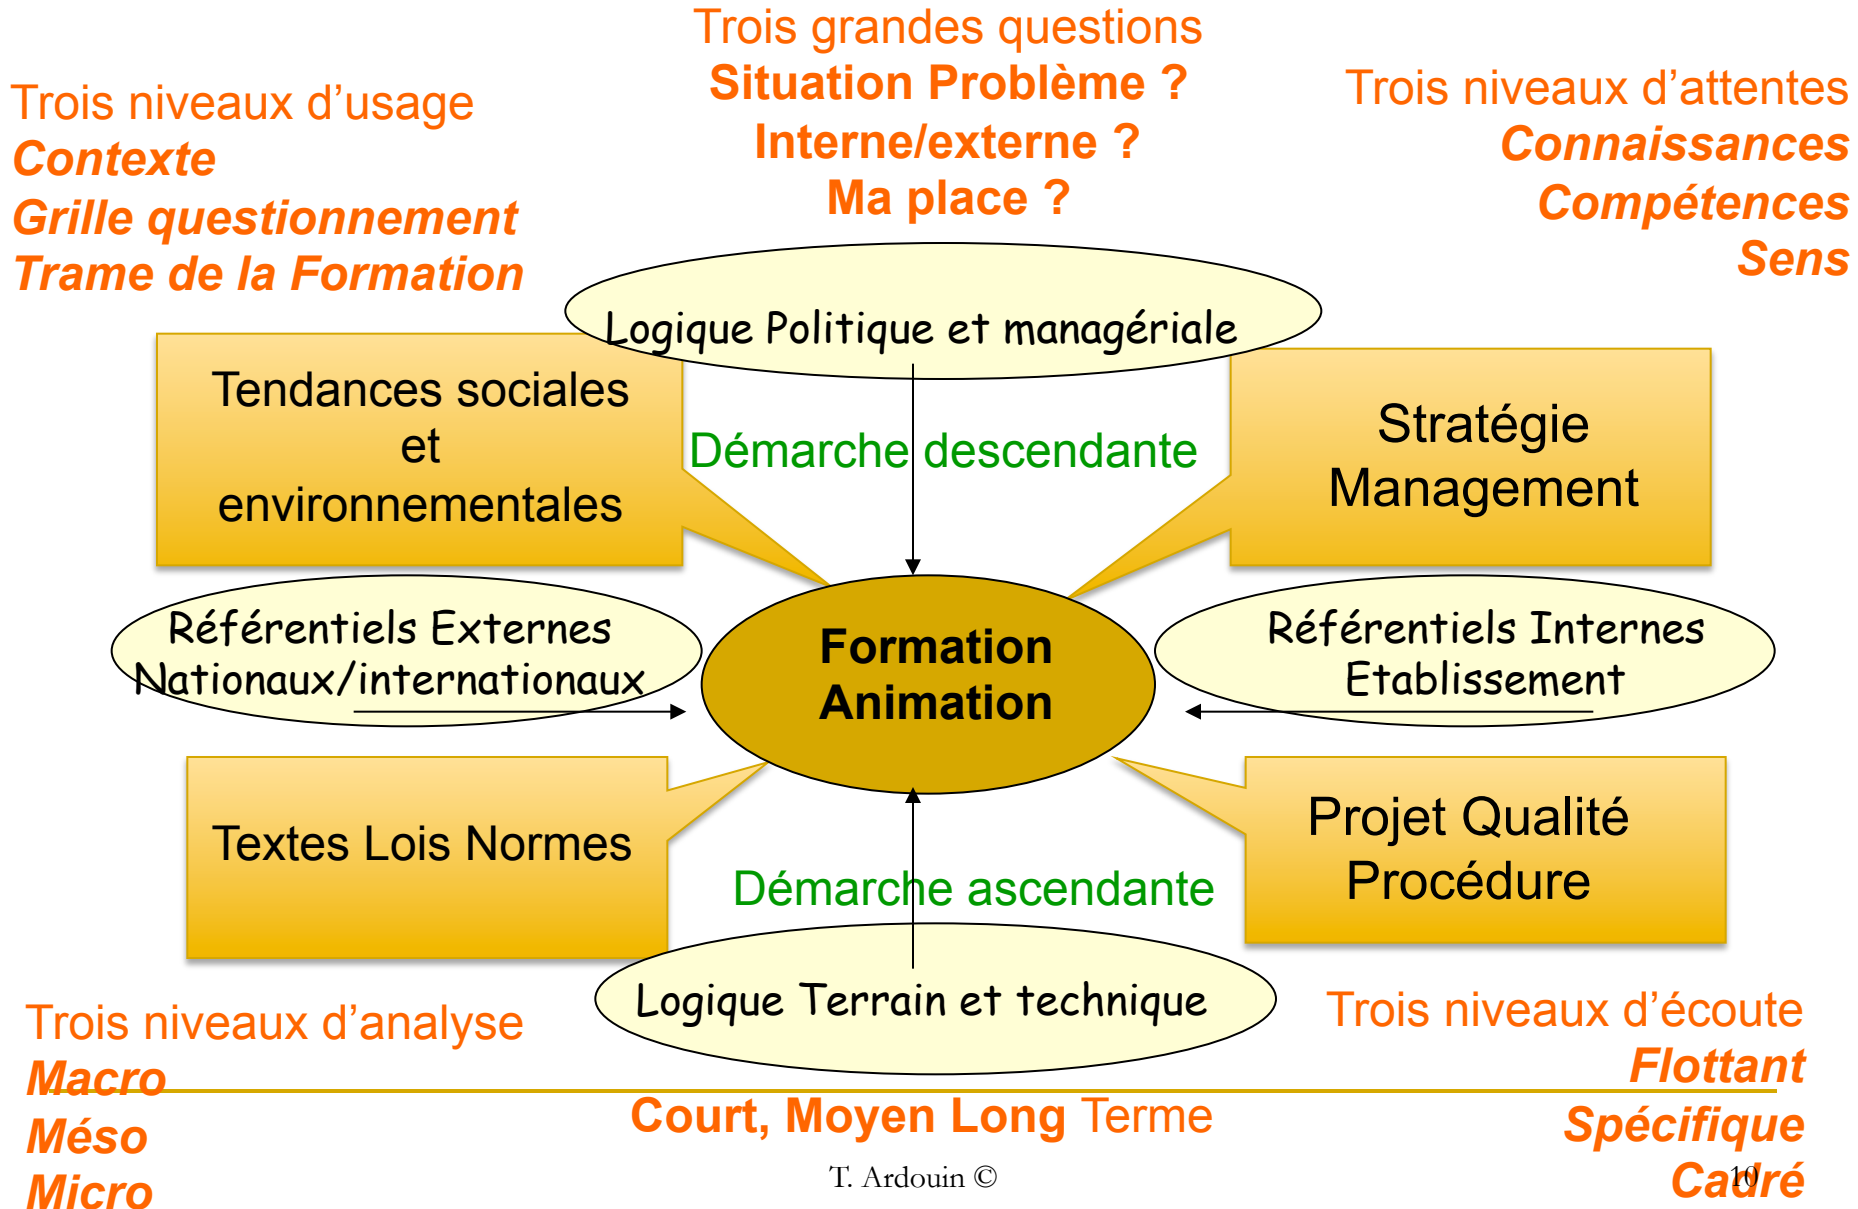 Trois grandes questions
Situation Problème ?
Interne/externe ?
Ma place ?
Trois niveaux d’usage
Contexte
Grille questionnement
Trame de la Formation
Trois niveaux d’attentes
Connaissances
Compétences
Sens
Logique Politique et managériale
Tendances sociales
et
environnementales
Démarche descendante
Stratégie
Management
Référentiels Externes
Nationaux/internationaux
Formation
Animation
Référentiels Internes
Etablissement
Textes Lois Normes
Projet Qualité
Procédure
Démarche ascendante
Logique Terrain et technique
Trois niveaux d’analyse
Macro
Méso
Micro
Court, Moyen Long Terme
Trois niveaux d’écoute
Flottant
Spécifique
Cadré
T. Ardouin ©
10